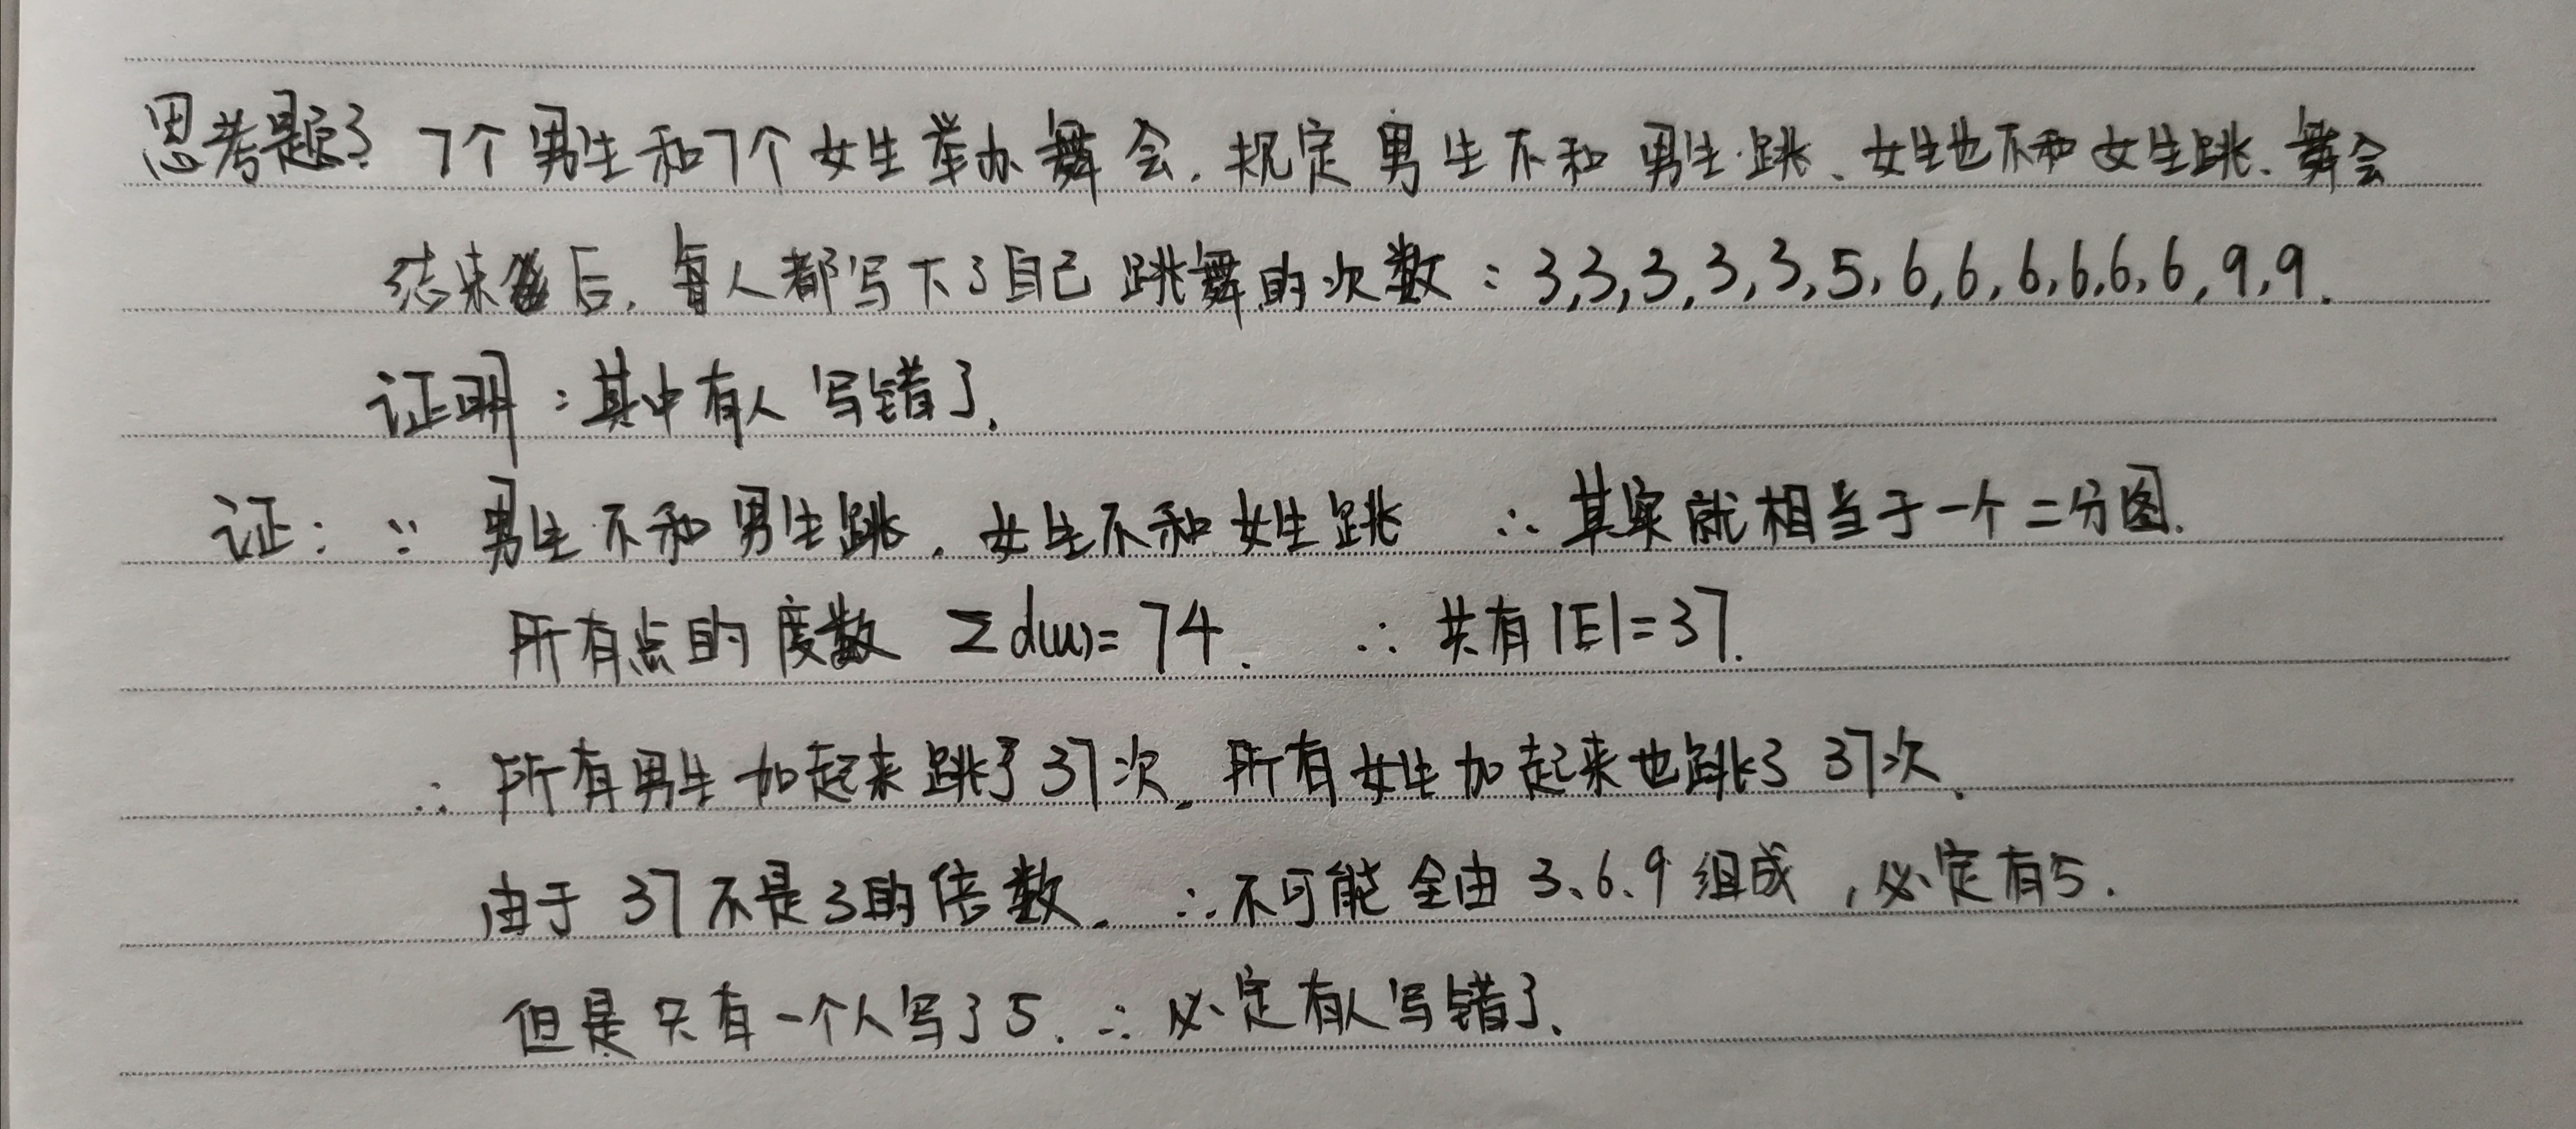 思考题3 7个男生和7个女生举办舞会.规定男生不和男生跳、女生也不和女生跳.舞会
结束后,每人都写下了自己跳舞的次数:3,3,3,3,3,5,6,6,6,6,6,6,9,9.
证明:其中有人写错了.
证:∵男生不和男生跳.女生不和女生跳 ∴其实就相当于一个二分图.
所有点的度数 Σd(u)=74. ∴共有|E|=37.
∴所有男生加起来跳了37次.所有女生加起来也跳了37次.
由于37不是3的倍数.∴不可能全由3、6、9组成,必定有5.
但是只有一个人写了5.∴必定有人写错了.